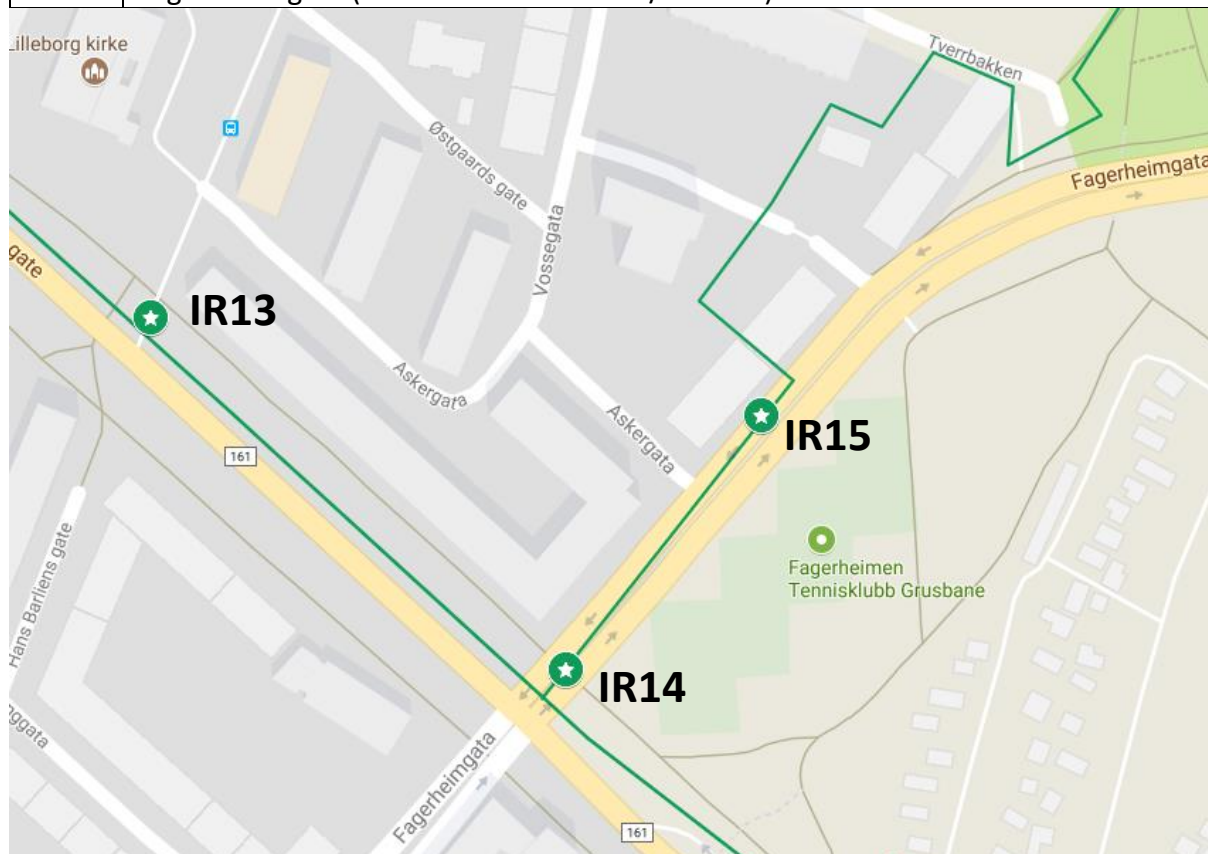 Lilleborg kirke
Tverrbakken
Østgaards gate
Fagerheimgata
Vossegata
gate
IR13
Askergata
Askergata
IR15
161
Fagerheimen
Tennisklubb Grusbane
Hans Barliens gate
IR14
oggata
Fagerheimgata
161